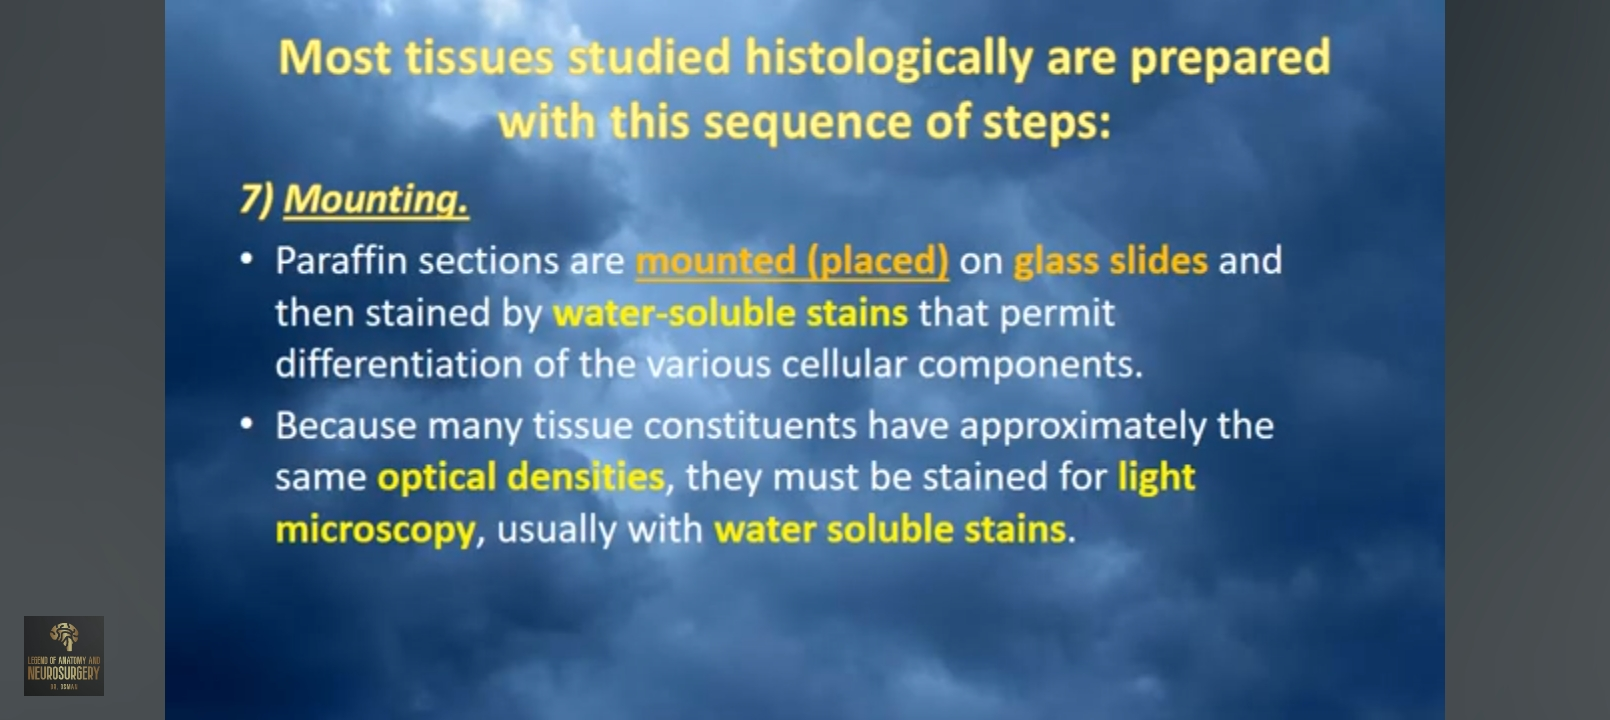 Most tissues studied histologically are prepared
with this sequence of steps:
7) Mounting.
• Paraffin sections are mounted (placed) on glass slides and
then stained by water-soluble stains that permit
differentiation of the various cellular components.
• Because many tissue constituents have approximately the
same optical densities, they must be stained for light
microscopy, usually with water soluble stains.
LEGEND OF ANATOMY AND
NEUROSURGERY